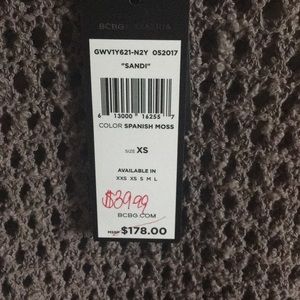 BCBGMAXAZRIA
GWV1Y621-N2Y 052017
"SANDI"
6 13000 16255 7
COLOR SPANISH MOSS
SIZE XS
AVAILABLE IN
XXS XS S M L
$39.99
BCBG.COM
MSRP $178.00